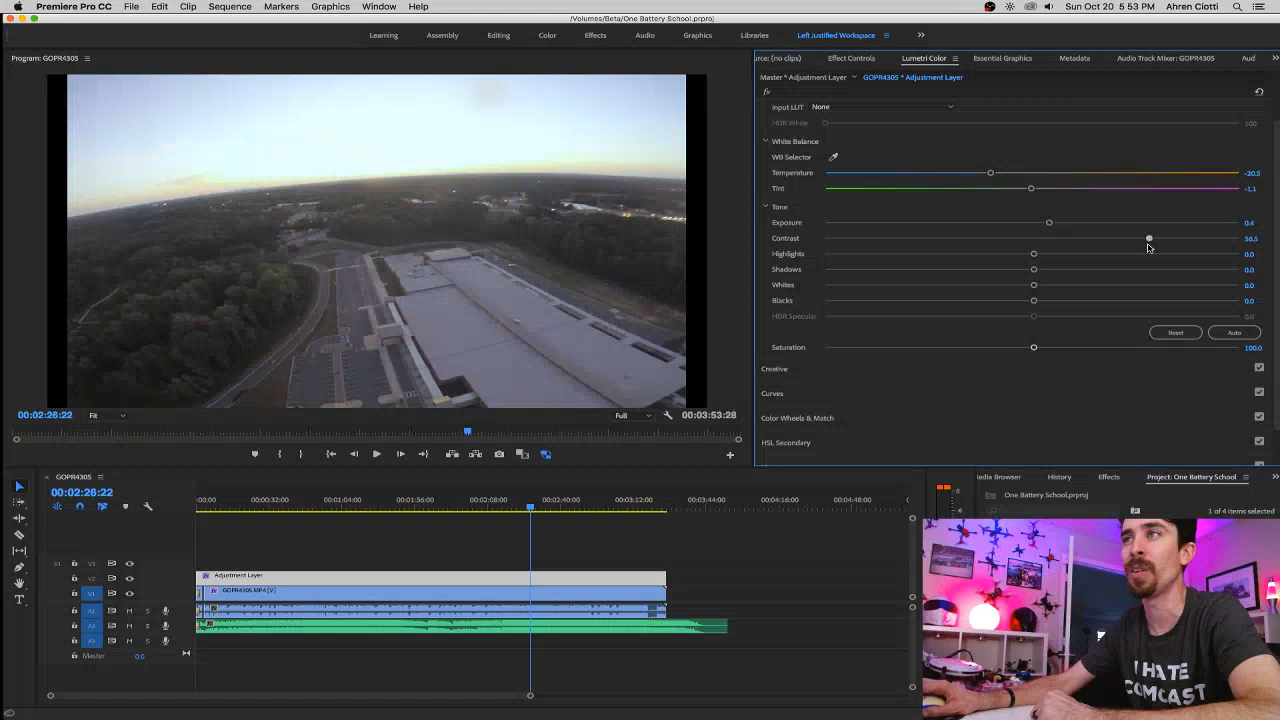 Premiere Pro CC File Edit Clip Sequence Markers Graphics Window Help Sun Oct 20 5:53 PM Ahren Ciotti
/Volumes/Beta/One Battery School.prproj
Learning Assembly Editing Color Effects Audio Graphics Libraries Left Justified Workspace
Program: GOPR4305
urce: (no clips) Effect Controls Lumetri Color Essential Graphics Metadata Audio Track Mixer: GOPR4305 Aud
Master * Adjustment Layer GOPR4305 * Adjustment Layer
fx
Input LUT None
HDR White 100
White Balance
WB Selector
Temperature -20.5
Tint -1.1
Tone
Exposure 0.4
Contrast 56.5
Highlights 0.0
Shadows 0.0
Whites 0.0
Blacks 0.0
HDR Specular 0.0
Reset Auto
Saturation 100.0
Creative
Curves
Color Wheels & Match
HSL Secondary
00:02:26:22 Fit Full 00:03:53:28
GOPR4305
00:02:26:22
:00:00 00:00:32:00 00:01:04:00 00:01:36:00 00:02:08:00 00:02:40:00 00:03:12:00 00:03:44:00 00:04:16:00 00:04:48:00
V1 V3
V2 Adjustment Layer
V1 GOPR4305.MP4 [V]
A1 M S
A2 M S
A3 M S
Master 0.0
0
-6
edia Browser History Effects Project: One Battery School
One Battery School.prproj
1 of 4 items selected
I HATE
COMCAST